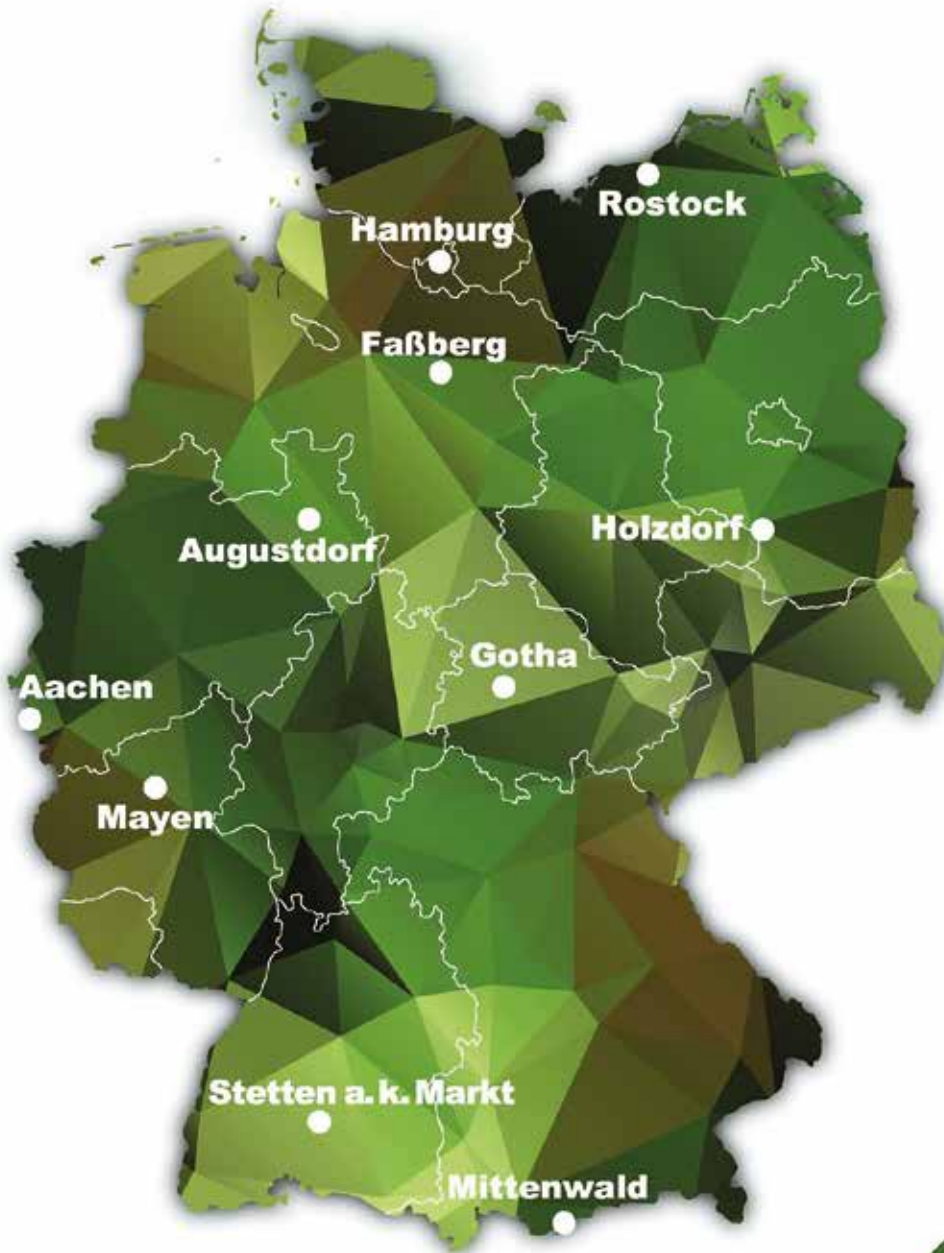 Rostock
Hamburg
Faßberg
Holzdorf
Augustdorf
Gotha
Aachen
Mayen
Stetten a.k.Markt
Mittenwald